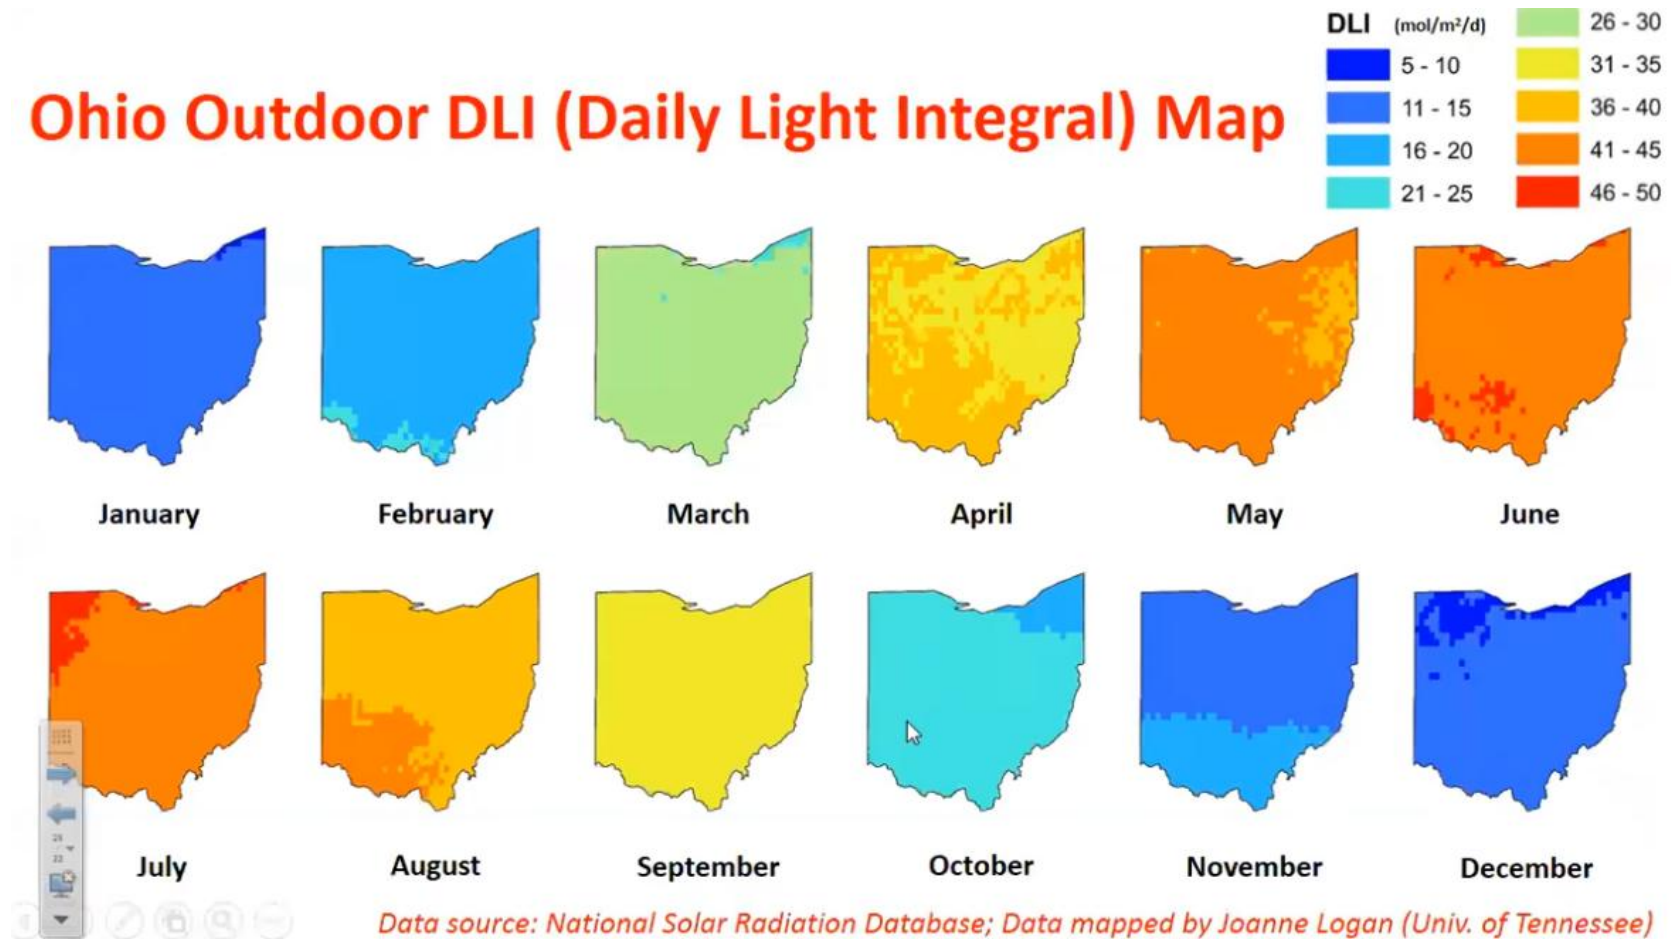 Ohio Outdoor DLI (Daily Light Integral) Map
DLI (mol/m²/d)
5 - 10
11 - 15
16 - 20
21 - 25
26 - 30
31 - 35
36 - 40
41 - 45
46 - 50
January February March April May June
July August September October November December
Data source: National Solar Radiation Database; Data mapped by Joanne Logan (Univ. of Tennessee)